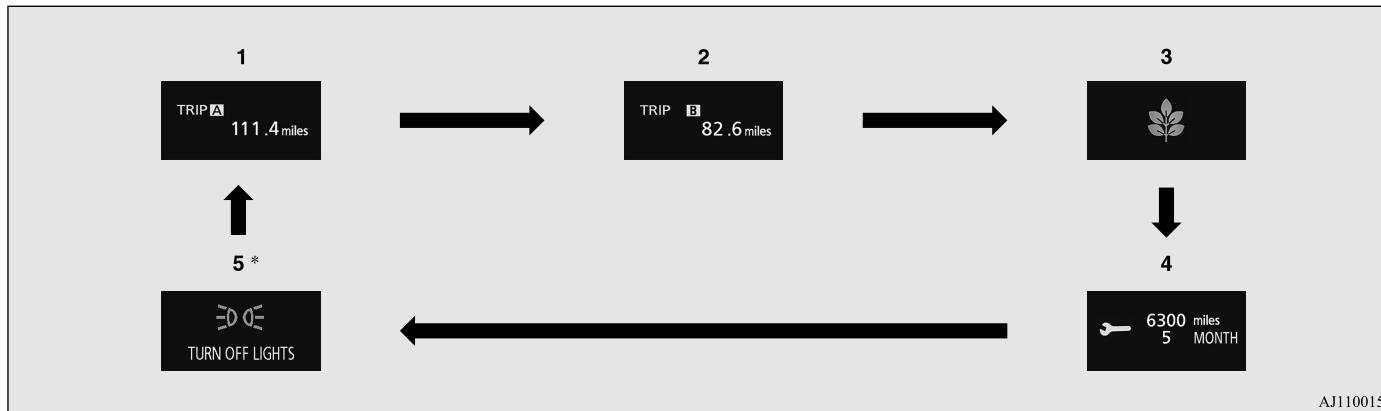 1
TRIP A
111.4 miles
2
TRIP B
82.6 miles
3
4
6300 miles
5 MONTH
5 *
TURN OFF LIGHTS
AJ110015